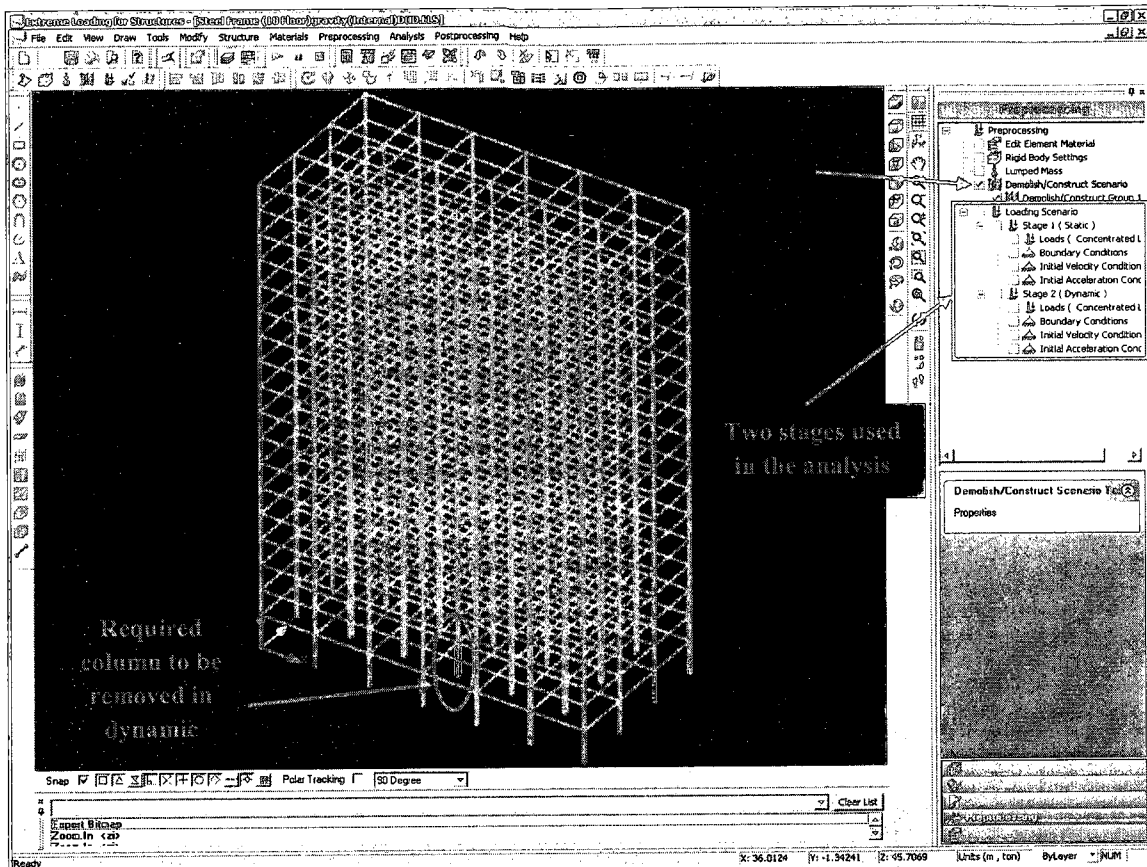 Extreme Loading for Structures - [Steel Frame (10 Floor)gravity(Internal)D(ID.ELS]
File Edit View Draw Tools Modify Structure Materials Preprocessing Analysis Postprocessing Help
Preprocessing
Preprocessing
Edit Element Material
Rigid Body Settings
Lumped Mass
Demolish/Construct Scenario
Demolish/Construct Group 1
Loading Scenario
Stage 1 ( Static )
Loads ( Concentrated L
Boundary Conditions
Initial Velocity Condition
Initial Acceleration Conc
Stage 2 ( Dynamic )
Loads ( Concentrated L
Boundary Conditions
Initial Velocity Condition
Initial Acceleration Conc
Two stages used
in the analysis
Demolish/Construct Scenario
Properties
Required
column to be
removed in
dynamic
Snap Polar Tracking 90 Degree
Clear List
Export Bitmap
Zoom In <zi>
Preprocessing
Ready X: 36.0124 Y: -1.34241 Z: 45.7069 Units (m , ton) ByLayer NUM